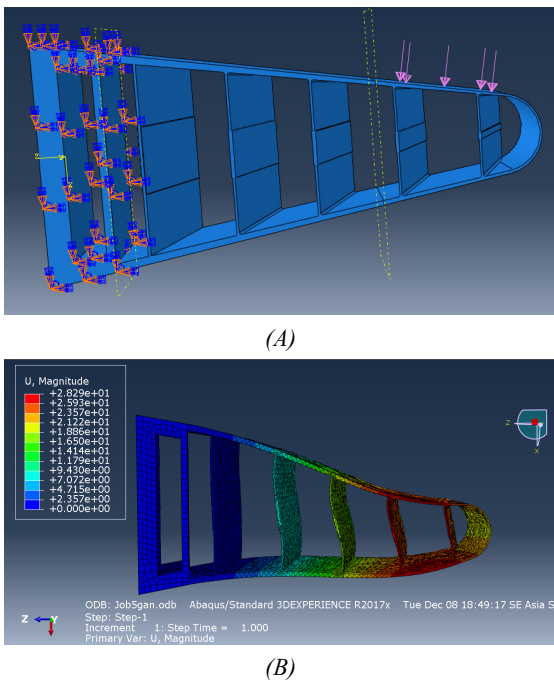 (A)
U, Magnitude
+2.829e+01
+2.593e+01
+2.357e+01
+2.122e+01
+1.886e+01
+1.650e+01
+1.414e+01
+1.179e+01
+9.430e+00
+7.072e+00
+4.715e+00
+2.357e+00
+0.000e+00
Z
X
Z Y
ODB: Job5gan.odb Abaqus/Standard 3DEXPERIENCE R2017x Tue Dec 08 18:49:17 SE Asia S
Step: Step-1
Increment 1: Step Time = 1.000
Primary Var: U, Magnitude
(B)